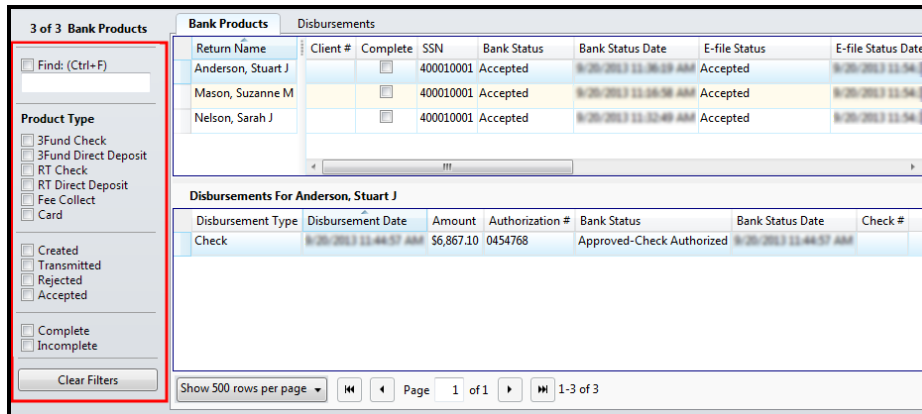 3 of 3 Bank Products
Find: (Ctrl+F)
Product Type
3Fund Check
3Fund Direct Deposit
RT Check
RT Direct Deposit
Fee Collect
Card
Created
Transmitted
Rejected
Accepted
Complete
Incomplete
Clear Filters
Bank Products Disbursements
Return Name Client # Complete SSN Bank Status Bank Status Date E-file Status E-file Status Date
Anderson, Stuart J 400010001 Accepted Accepted
Mason, Suzanne M 400010001 Accepted Accepted
Nelson, Sarah J 400010001 Accepted Accepted
Disbursements For Anderson, Stuart J
Disbursement Type Disbursement Date Amount Authorization # Bank Status Bank Status Date Check #
Check $6,867.10 0454768 Approved-Check Authorized
Show 500 rows per page Page 1 of 1 1-3 of 3